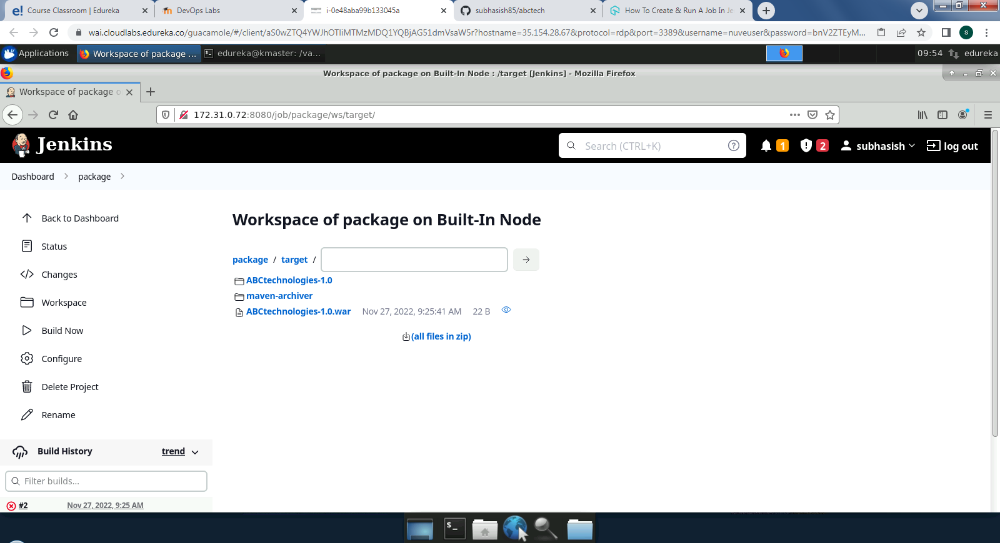 Course Classroom | Edureka
DevOps Labs
i-0e48aba99b133045a
subhasish85/abctech
How To Create & Run A Job In Je
wai.cloudlabs.edureka.co/guacamole/#/client/aS0wZTQ4YWJhOTliMTMzMDQ1YQBjAG51dmVsaW5r?hostname=35.154.28.67&protocol=rdp&port=3389&username=nuveuser&password=bnV2ZTEyM...
S
Applications
Workspace of package ...
edureka@kmaster: /va...
09:54
edureka
Workspace of package on Built-In Node : /target [Jenkins] - Mozilla Firefox
Workspace of package o
172.31.0.72:8080/job/package/ws/target/
Jenkins
Search (CTRL+K)
1
2
subhasish
log out
Dashboard
package
Back to Dashboard
Status
Changes
Workspace
Build Now
Configure
Delete Project
Rename
Workspace of package on Built-In Node
package / target /
ABCtechnologies-1.0
maven-archiver
ABCtechnologies-1.0.war Nov 27, 2022, 9:25:41 AM 22 B
(all files in zip)
Build History
trend
Filter builds...
#2 Nov 27, 2022, 9:25 AM